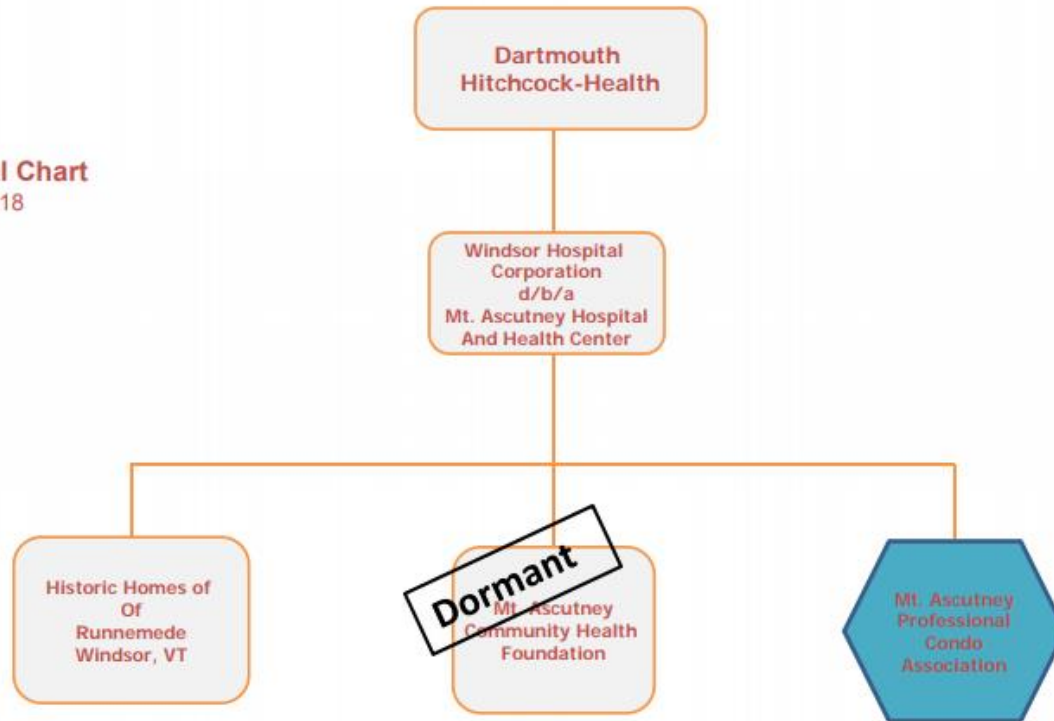 Dartmouth
Hitchcock-Health
l Chart
18
Windsor Hospital
Corporation
d/b/a
Mt. Ascutney Hospital
And Health Center
Historic Homes of
Of
Runnemede
Windsor, VT
Dormant
Mt. Ascutney
Community Health
Foundation
Mt. Ascutney
Professional
Condo
Association